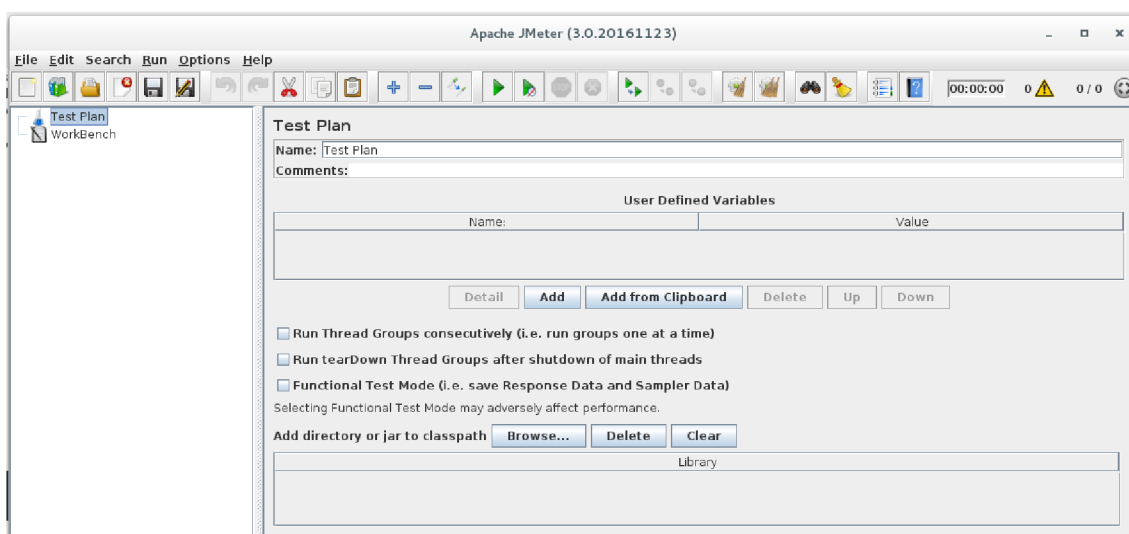 Apache JMeter (3.0.20161123)
File Edit Search Run Options Help
00:00:00 0 0 / 0
Test Plan
WorkBench
Test Plan
Name: Test Plan
Comments:
User Defined Variables
Name: Value
Detail Add Add from Clipboard Delete Up Down
Run Thread Groups consecutively (i.e. run groups one at a time)
Run tearDown Thread Groups after shutdown of main threads
Functional Test Mode (i.e. save Response Data and Sampler Data)
Selecting Functional Test Mode may adversely affect performance.
Add directory or jar to classpath Browse... Delete Clear
Library